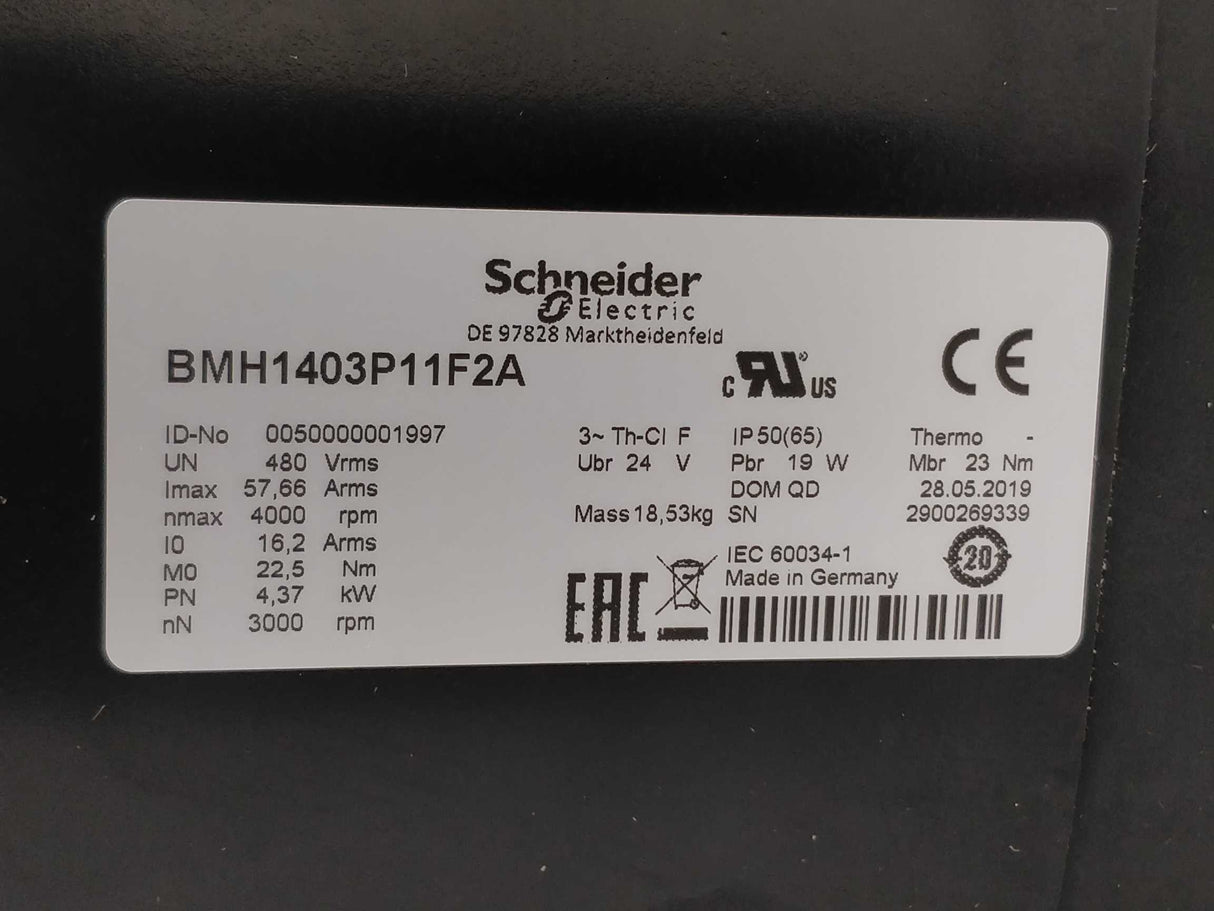 Schneider
Electric
DE 97828 Marktheidenfeld
BMH1403P11F2A
c RU ® US
CE
ID-No 0050000001997 3~ Th-Cl F IP50(65) Thermo -
UN 480 Vrms Ubr 24 V Pbr 19 W Mbr 23 Nm
Imax 57,66 Arms DOM QD 28.05.2019
nmax 4000 rpm Mass 18,53kg SN 2900269339
I0 16,2 Arms IEC 60034-1 20
M0 22,5 Nm Made in Germany
PN 4,37 kW EAC
nN 3000 rpm